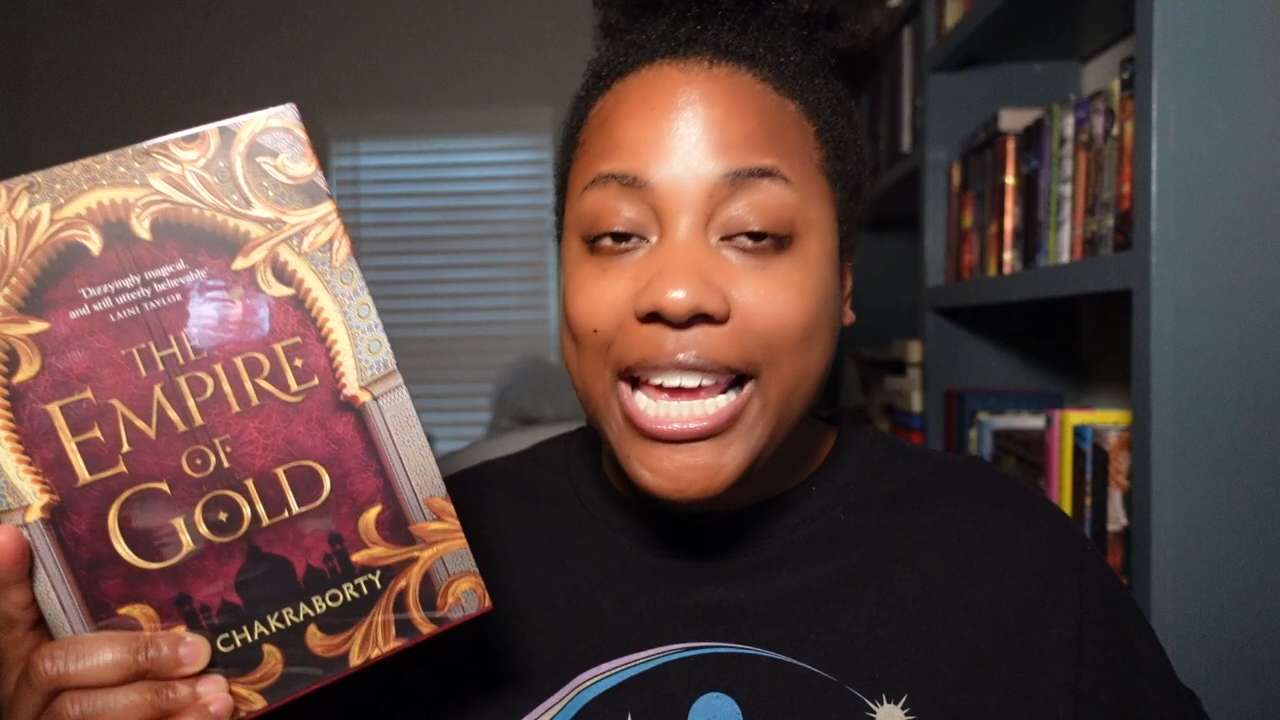 'Dizzyingly magical,
and still utterly believable'
LAINI TAYLOR
THE
EMPIRE
OF
GOLD
CHAKRABORTY